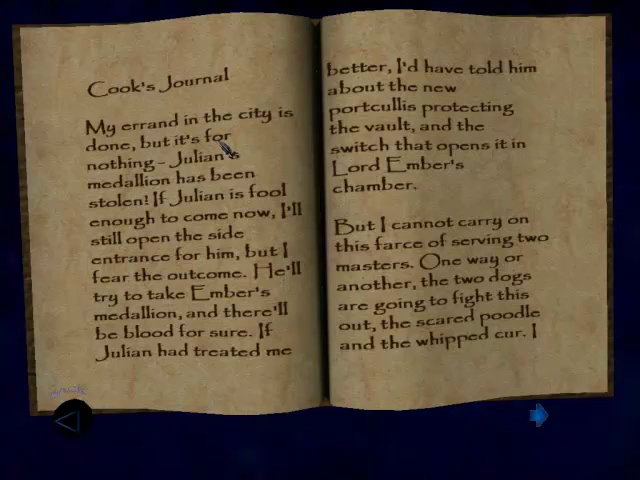 Cook's Journal
My errand in the city is
done, but it's for
nothing - Julian's
medallion has been
stolen! If Julian is fool
enough to come now, I'll
still open the side
entrance for him, but I
fear the outcome. He'll
try to take Ember's
medallion, and there'll
be blood for sure. If
Julian had treated me
better, I'd have told him
about the new
portcullis protecting
the vault, and the
switch that opens it in
Lord Ember's
chamber.
But I cannot carry on
this farce of serving two
masters. One way or
another, the two dogs
are going to fight this
out, the scared poodle
and the whipped cur. I